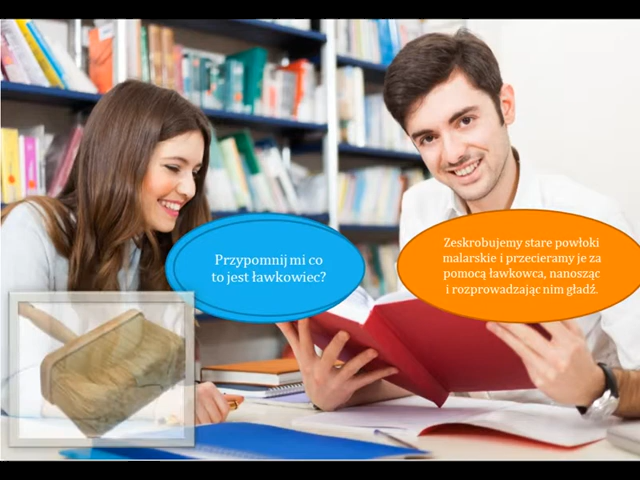 Przypomnij mi co
to jest ławkowiec?
Zeskrobujemy stare powłoki
malarskie i przecieramy je za
pomocą ławkowca, nanosząc
i rozprowadzając nim gładź.